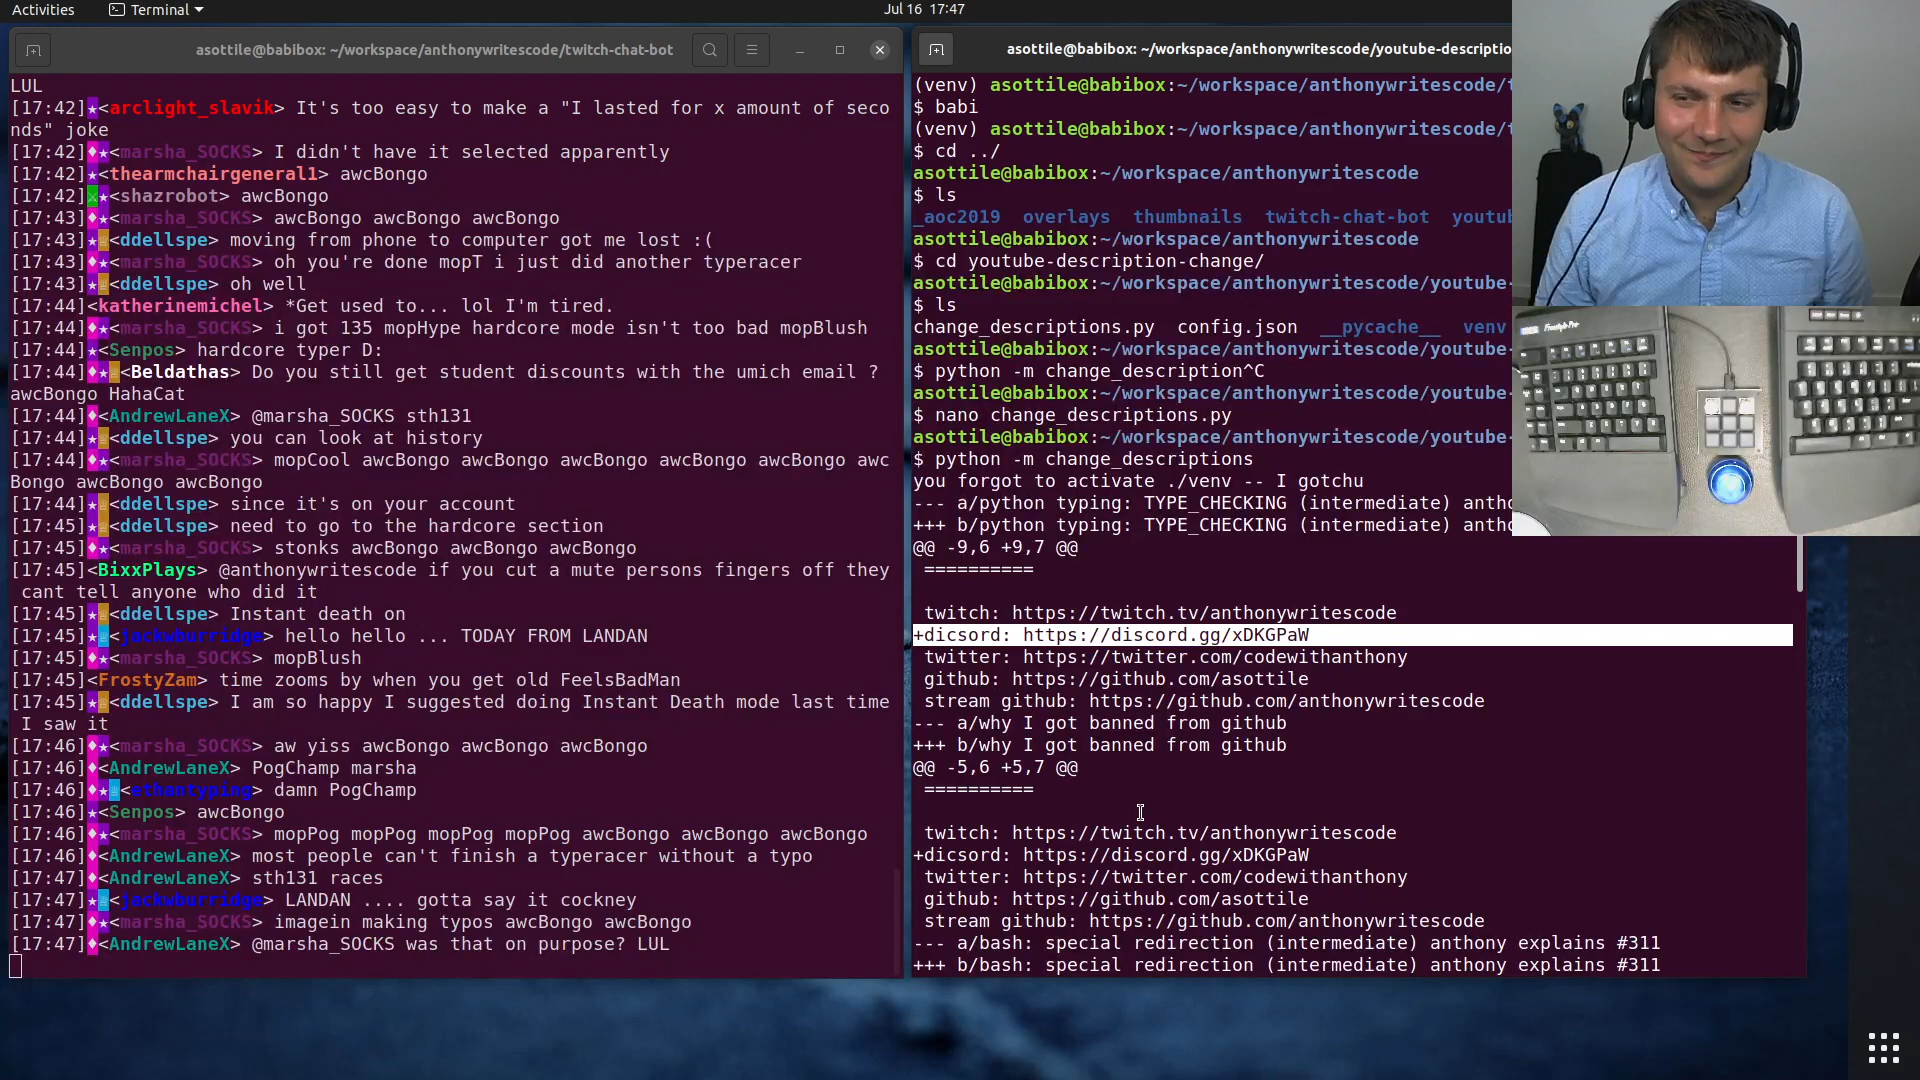 Activities
Terminal
Jul 16 17:47
asottile@babibox: ~/workspace/anthonywritescode/twitch-chat-bot
LUL
[17:42]★<arclight_slavik> It's too easy to make a "I lasted for x amount of seco
nds" joke
[17:42]♦★<marsha_SOCKS> I didn't have it selected apparently
[17:42]★<thearmchairgeneral1> awcBongo
[17:42]⚔★<shazrobot> awcBongo
[17:43]♦★<marsha_SOCKS> awcBongo awcBongo awcBongo
[17:43]★<ddellspe> moving from phone to computer got me lost :(
[17:43]♦★<marsha_SOCKS> oh you're done mopT i just did another typeracer
[17:43]★<ddellspe> oh well
[17:44]<katherinemichel> *Get used to... lol I'm tired.
[17:44]♦★<marsha_SOCKS> i got 135 mopHype hardcore mode isn't too bad mopBlush
[17:44]★<Senpos> hardcore typer D:
[17:44]♦★<Beldathas> Do you still get student discounts with the umich email ?
awcBongo HahaCat
[17:44]♦<AndrewLaneX> @marsha_SOCKS sth131
[17:44]★<ddellspe> you can look at history
[17:44]♦★<marsha_SOCKS> mopCool awcBongo awcBongo awcBongo awcBongo awcBongo awc
Bongo awcBongo awcBongo
[17:44]★<ddellspe> since it's on your account
[17:45]★<ddellspe> need to go to the hardcore section
[17:45]♦★<marsha_SOCKS> stonks awcBongo awcBongo awcBongo
[17:45]<BixxPlays> @anthonywritescode if you cut a mute persons fingers off they
cant tell anyone who did it
[17:45]★<ddellspe> Instant death on
[17:45]★<jackwburridge> hello hello ... TODAY FROM LANDAN
[17:45]♦★<marsha_SOCKS> mopBlush
[17:45]<FrostyZam> time zooms by when you get old FeelsBadMan
[17:45]★<ddellspe> I am so happy I suggested doing Instant Death mode last time
I saw it
[17:46]♦★<marsha_SOCKS> aw yiss awcBongo awcBongo awcBongo
[17:46]♦<AndrewLaneX> PogChamp marsha
[17:46]♦★<ethantyping> damn PogChamp
[17:46]★<Senpos> awcBongo
[17:46]♦★<marsha_SOCKS> mopPog mopPog mopPog mopPog awcBongo awcBongo awcBongo
[17:46]♦<AndrewLaneX> most people can't finish a typeracer without a typo
[17:47]♦<AndrewLaneX> sth131 races
[17:47]★<jackwburridge> LANDAN .... gotta say it cockney
[17:47]♦★<marsha_SOCKS> imagein making typos awcBongo awcBongo
[17:47]♦<AndrewLaneX> @marsha_SOCKS was that on purpose? LUL
asottile@babibox: ~/workspace/anthonywritescode/youtube-descriptio
(venv) asottile@babibox:~/workspace/anthonywritescode/t
$ babi
(venv) asottile@babibox:~/workspace/anthonywritescode/t
$ cd ../
asottile@babibox:~/workspace/anthonywritescode
$ ls
_aoc2019 overlays thumbnails twitch-chat-bot youtub
asottile@babibox:~/workspace/anthonywritescode
$ cd youtube-description-change/
asottile@babibox:~/workspace/anthonywritescode/youtube-
$ ls
change_descriptions.py config.json __pycache__ venv
asottile@babibox:~/workspace/anthonywritescode/youtube-
$ python -m change_description^C
asottile@babibox:~/workspace/anthonywritescode/youtube-
$ nano change_descriptions.py
asottile@babibox:~/workspace/anthonywritescode/youtube-
$ python -m change_descriptions
you forgot to activate ./venv -- I gotchu
--- a/python typing: TYPE_CHECKING (intermediate) antho
+++ b/python typing: TYPE_CHECKING (intermediate) antho
@@ -9,6 +9,7 @@
==========
twitch: https://twitch.tv/anthonywritescode
+dicsord: https://discord.gg/xDKGPaW
twitter: https://twitter.com/codewithanthony
github: https://github.com/asottile
stream github: https://github.com/anthonywritescode
--- a/why I got banned from github
+++ b/why I got banned from github
@@ -5,6 +5,7 @@
==========
twitch: https://twitch.tv/anthonywritescode
+dicsord: https://discord.gg/xDKGPaW
twitter: https://twitter.com/codewithanthony
github: https://github.com/asottile
stream github: https://github.com/anthonywritescode
--- a/bash: special redirection (intermediate) anthony explains #311
+++ b/bash: special redirection (intermediate) anthony explains #311